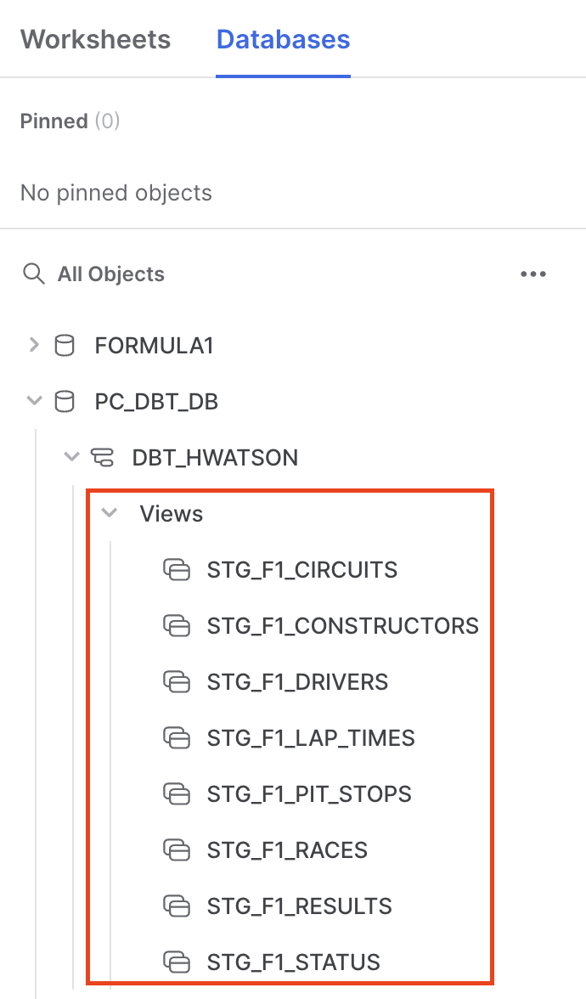 Worksheets Databases
Pinned (0)
No pinned objects
All Objects
FORMULA1
PC_DBT_DB
DBT_HWATSON
Views
STG_F1_CIRCUITS
STG_F1_CONSTRUCTORS
STG_F1_DRIVERS
STG_F1_LAP_TIMES
STG_F1_PIT_STOPS
STG_F1_RACES
STG_F1_RESULTS
STG_F1_STATUS